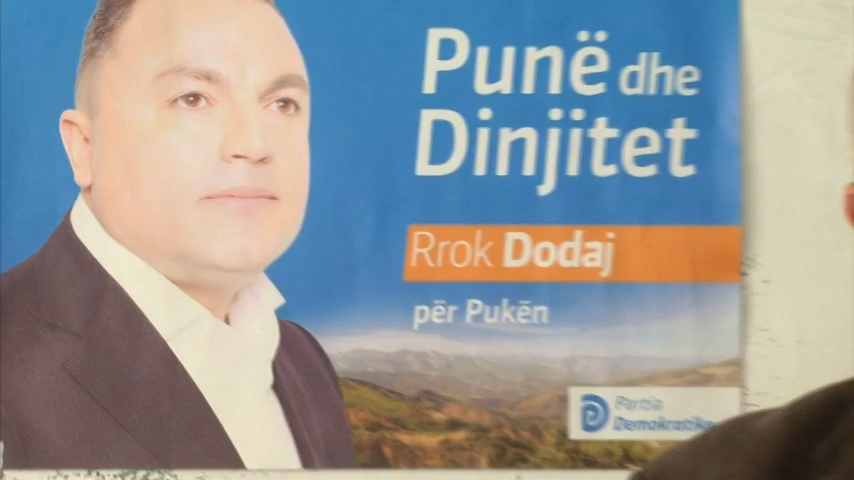 Punë dhe
Dinjitet
Rrok Dodaj
për Pukën
Partia
Demokratike